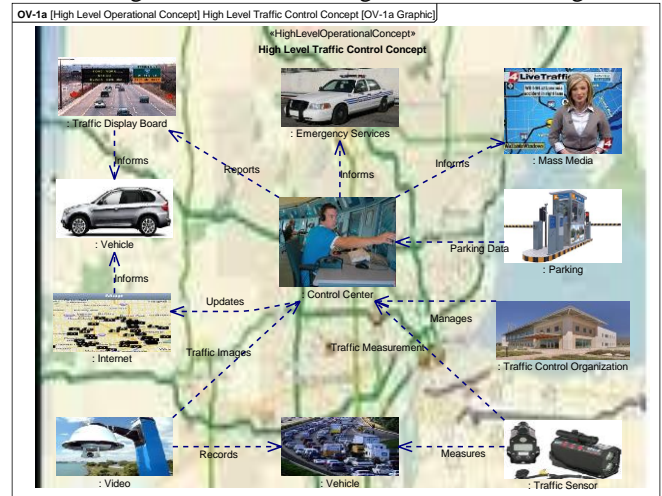 OV-1a [High Level Operational Concept] High Level Traffic Control Concept [OV-1a Graphic]
«HighLevelOperationalConcept»
High Level Traffic Control Concept
4 LiveTraffic
: Traffic Display Board
: Emergency Services
: Mass Media
Informs
Reports
Informs
Informs
: Vehicle
Parking Data
: Parking
Informs
: Control Center
Updates
Manages
: Internet
Traffic Images
Traffic Measurement
: Traffic Control Organization
Records
Measures
: Video
: Vehicle
: Traffic Sensor